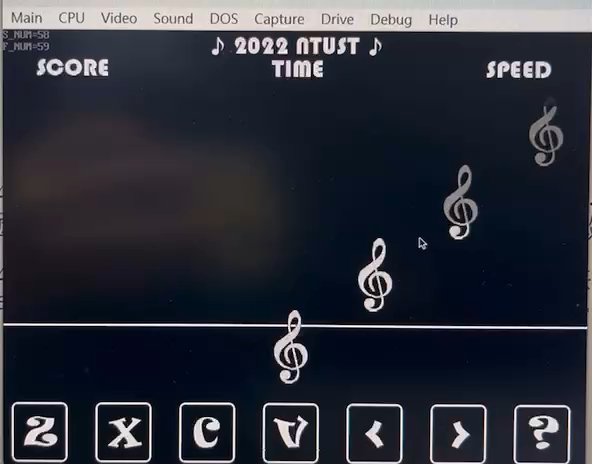 Main CPU Video Sound DOS Capture Drive Debug Help
S_NUM=58
F_NUM=59
♪ 2022 NTUST ♪
SCORE TIME SPEED
Z X C V < > ?